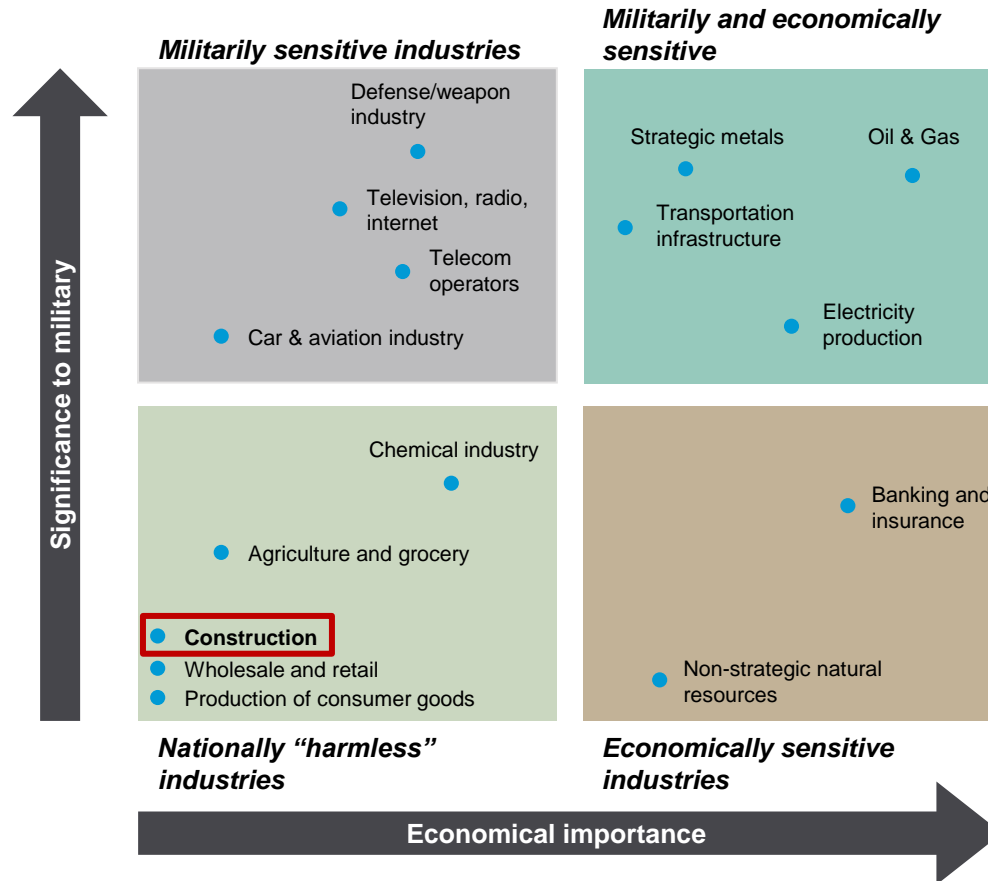 Militarily sensitive industries
Militarily and economically
sensitive
Defense/weapon
industry
Television, radio,
internet
Telecom
operators
Car & aviation industry
Strategic metals
Oil & Gas
Transportation
infrastructure
Electricity
production
Significance to military
Chemical industry
Agriculture and grocery
Construction
Wholesale and retail
Production of consumer goods
Banking and
insurance
Non-strategic natural
resources
Nationally “harmless”
industries
Economically sensitive
industries
Economical importance